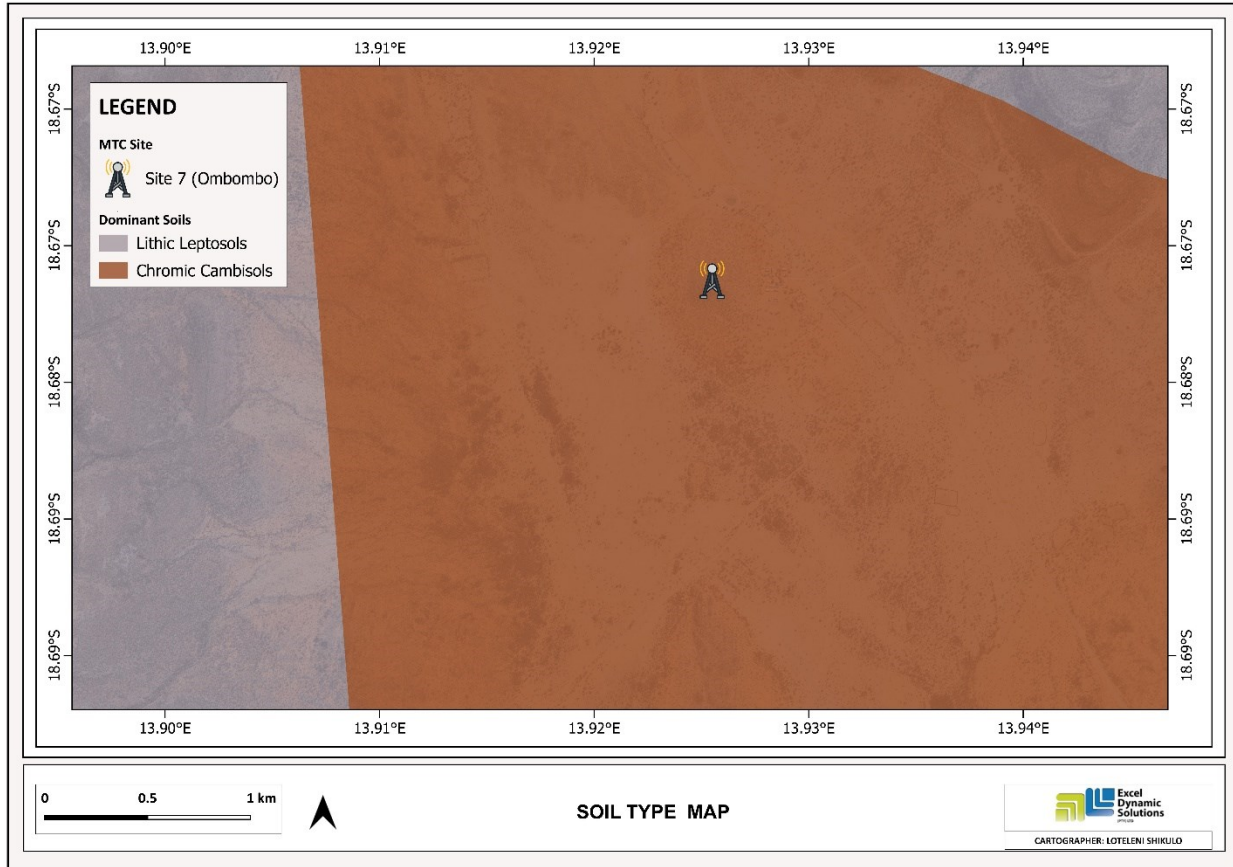 13.90°E 13.91°E 13.92°E 13.93°E 13.94°E
18.67°S
18.67°S
18.68°S
18.69°S
18.69°S
LEGEND
MTC Site
Site 7 (Ombombo)
Dominant Soils
Lithic Leptosols
Chromic Cambisols
18.67°S
18.67°S
18.68°S
18.69°S
18.69°S
13.90°E 13.91°E 13.92°E 13.93°E 13.94°E
0 0.5 1 km
SOIL TYPE MAP
Excel
Dynamic
Solutions
CARTOGRAPHER: LOTELENI SHIKULO